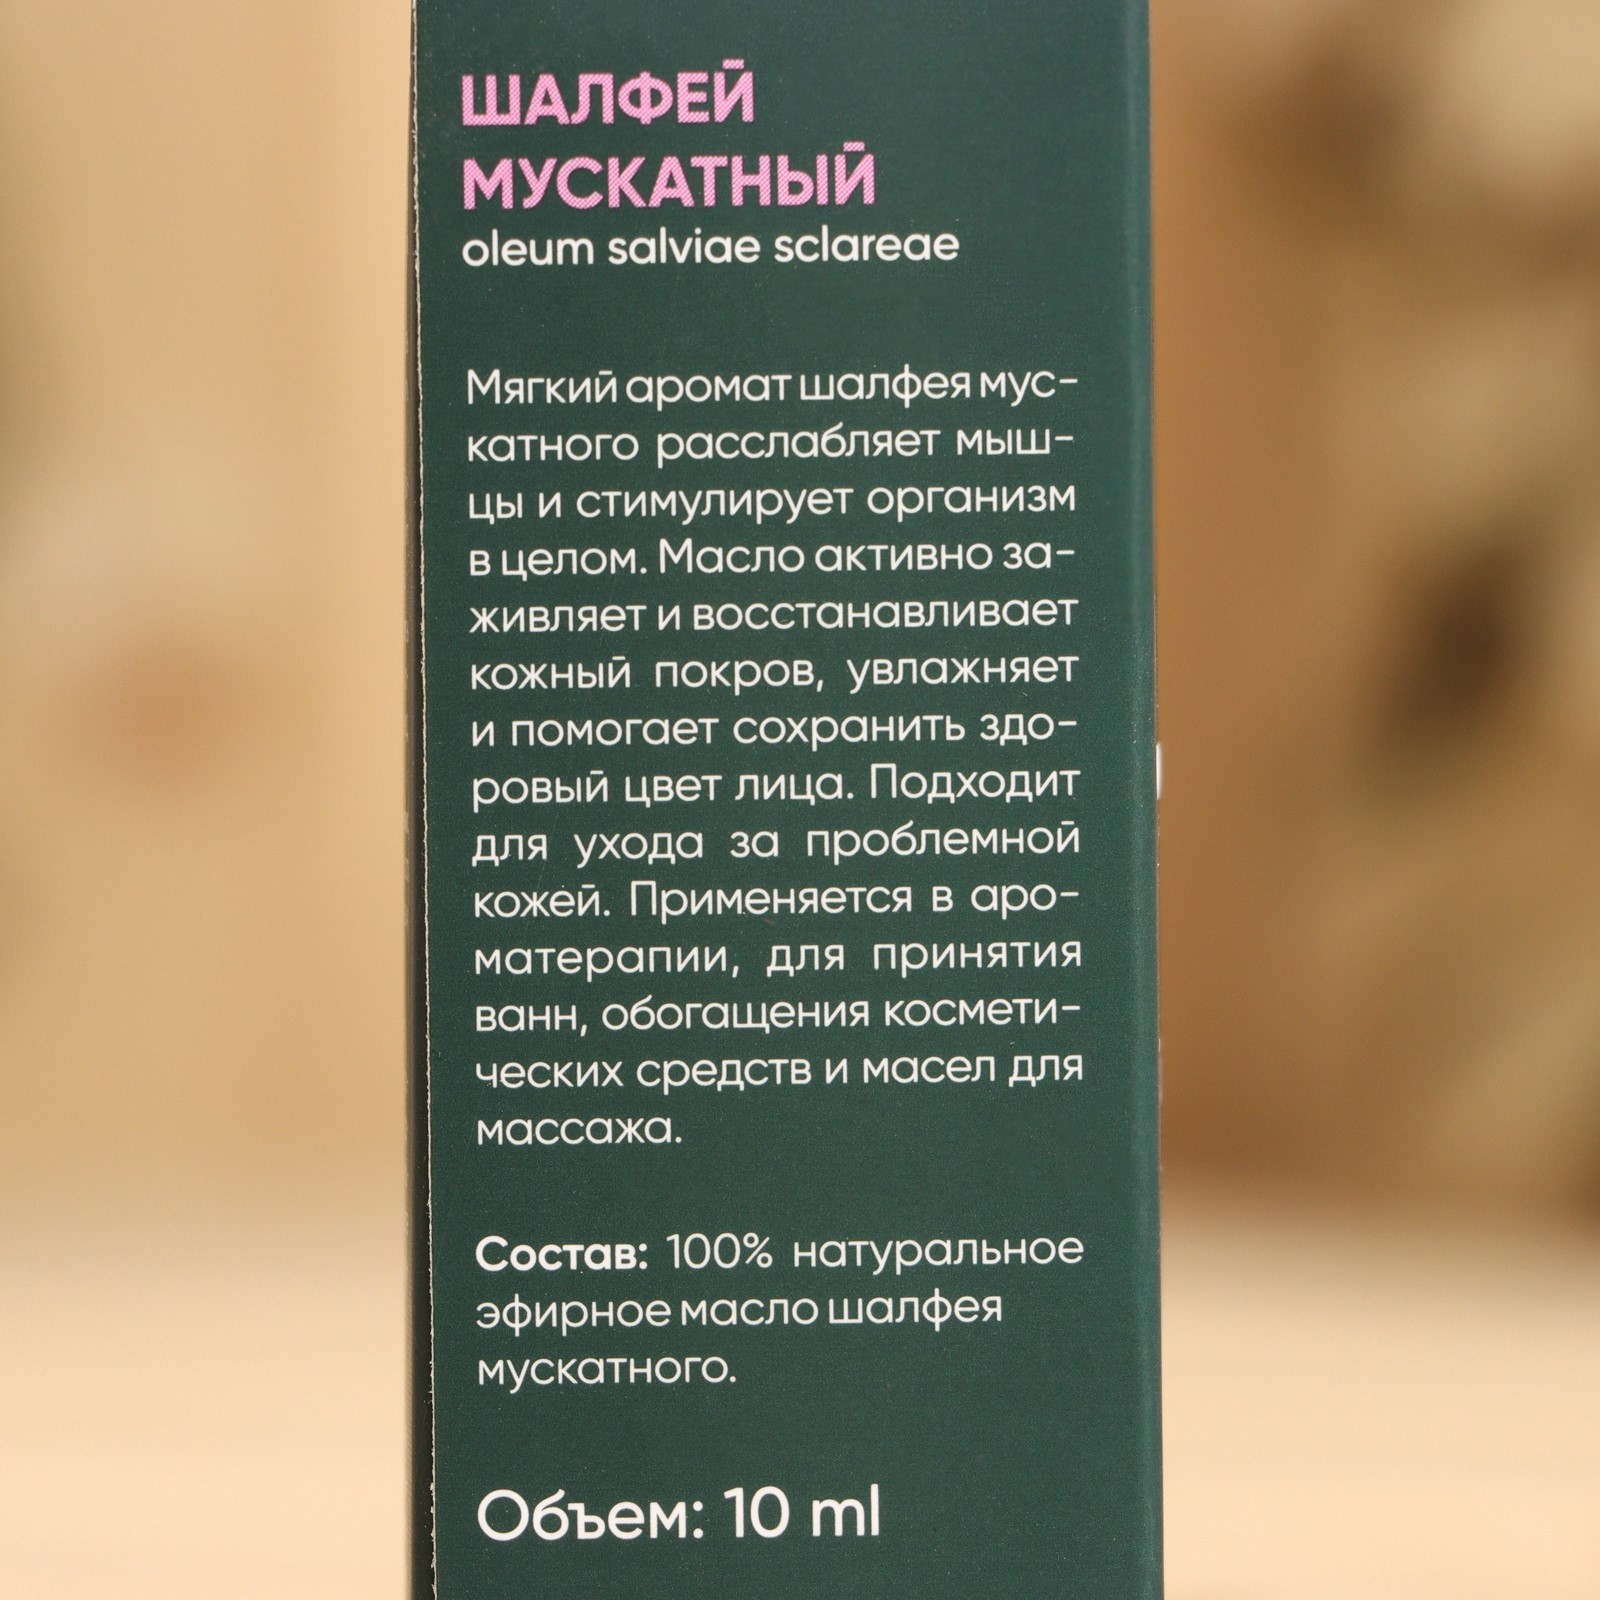 ШАЛФЕЙ
МУСКАТНЫЙ
oleum salviae sclareae
Мягкий аромат шалфея мус-
катного расслабляет мыш-
цы и стимулирует организм
в целом. Масло активно за-
живляет и восстанавливает
кожный покров, увлажняет
и помогает сохранить здо-
ровый цвет лица. Подходит
для ухода за проблемной
кожей. Применяется в аро-
матерапии, для принятия
ванн, обогащения космети-
ческих средств и масел для
массажа.
Состав: 100% натуральное
эфирное масло шалфея
мускатного.
Объем: 10 ml